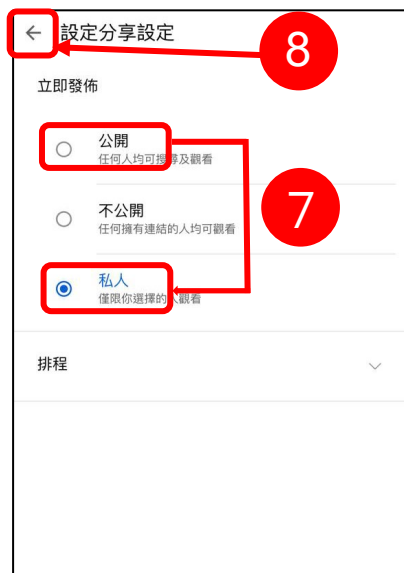 設定分享設定
8
立即發佈
公開
任何人均可搜尋及觀看
不公開
任何擁有連結的人均可觀看
7
私人
僅限你選擇的人觀看
排程